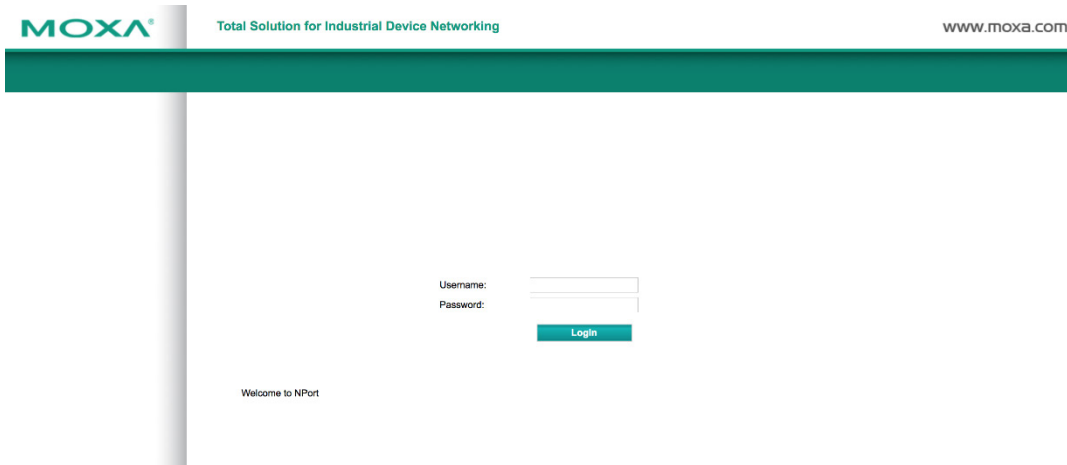 MOXA®
Total Solution for Industrial Device Networking
www.moxa.com
Username:
Password:
Login
Welcome to NPort